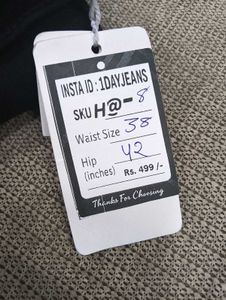 INSTA ID : 1DAYJEANS
SKU H@-8
Waist Size 38
Hip (inches) 42
Rs. 499 /-
Thanks For Choosing